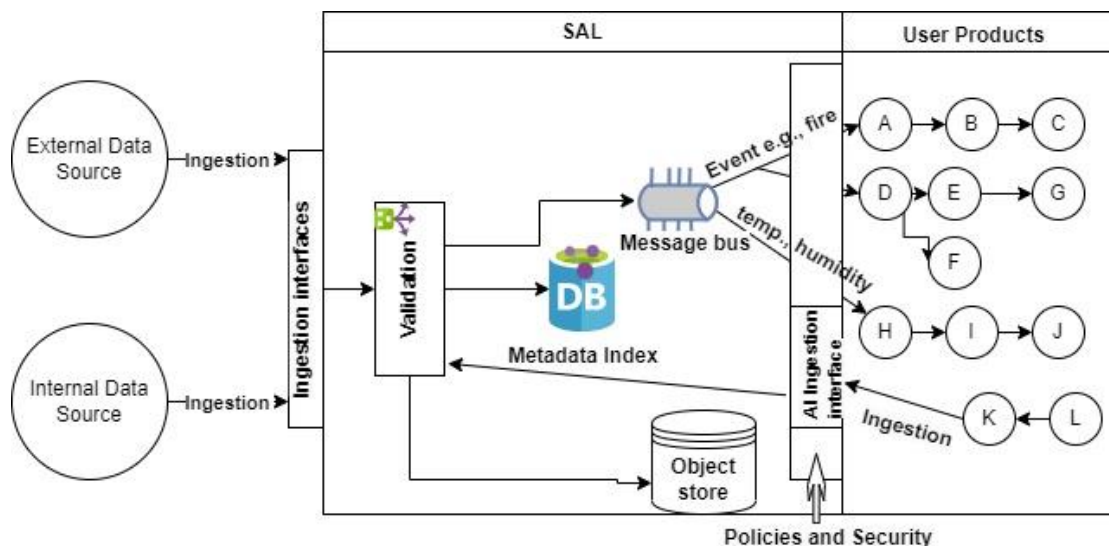 SAL
User Products
External Data
Source
Ingestion
Internal Data
Source
Ingestion
Ingestion interfaces
Validation
Message bus
DB
Metadata Index
Object
store
Event e.g., fire
temp., humidity
AI Ingestion
interface
Ingestion
Policies and Security
A
B
C
D
E
G
F
H
I
J
K
L